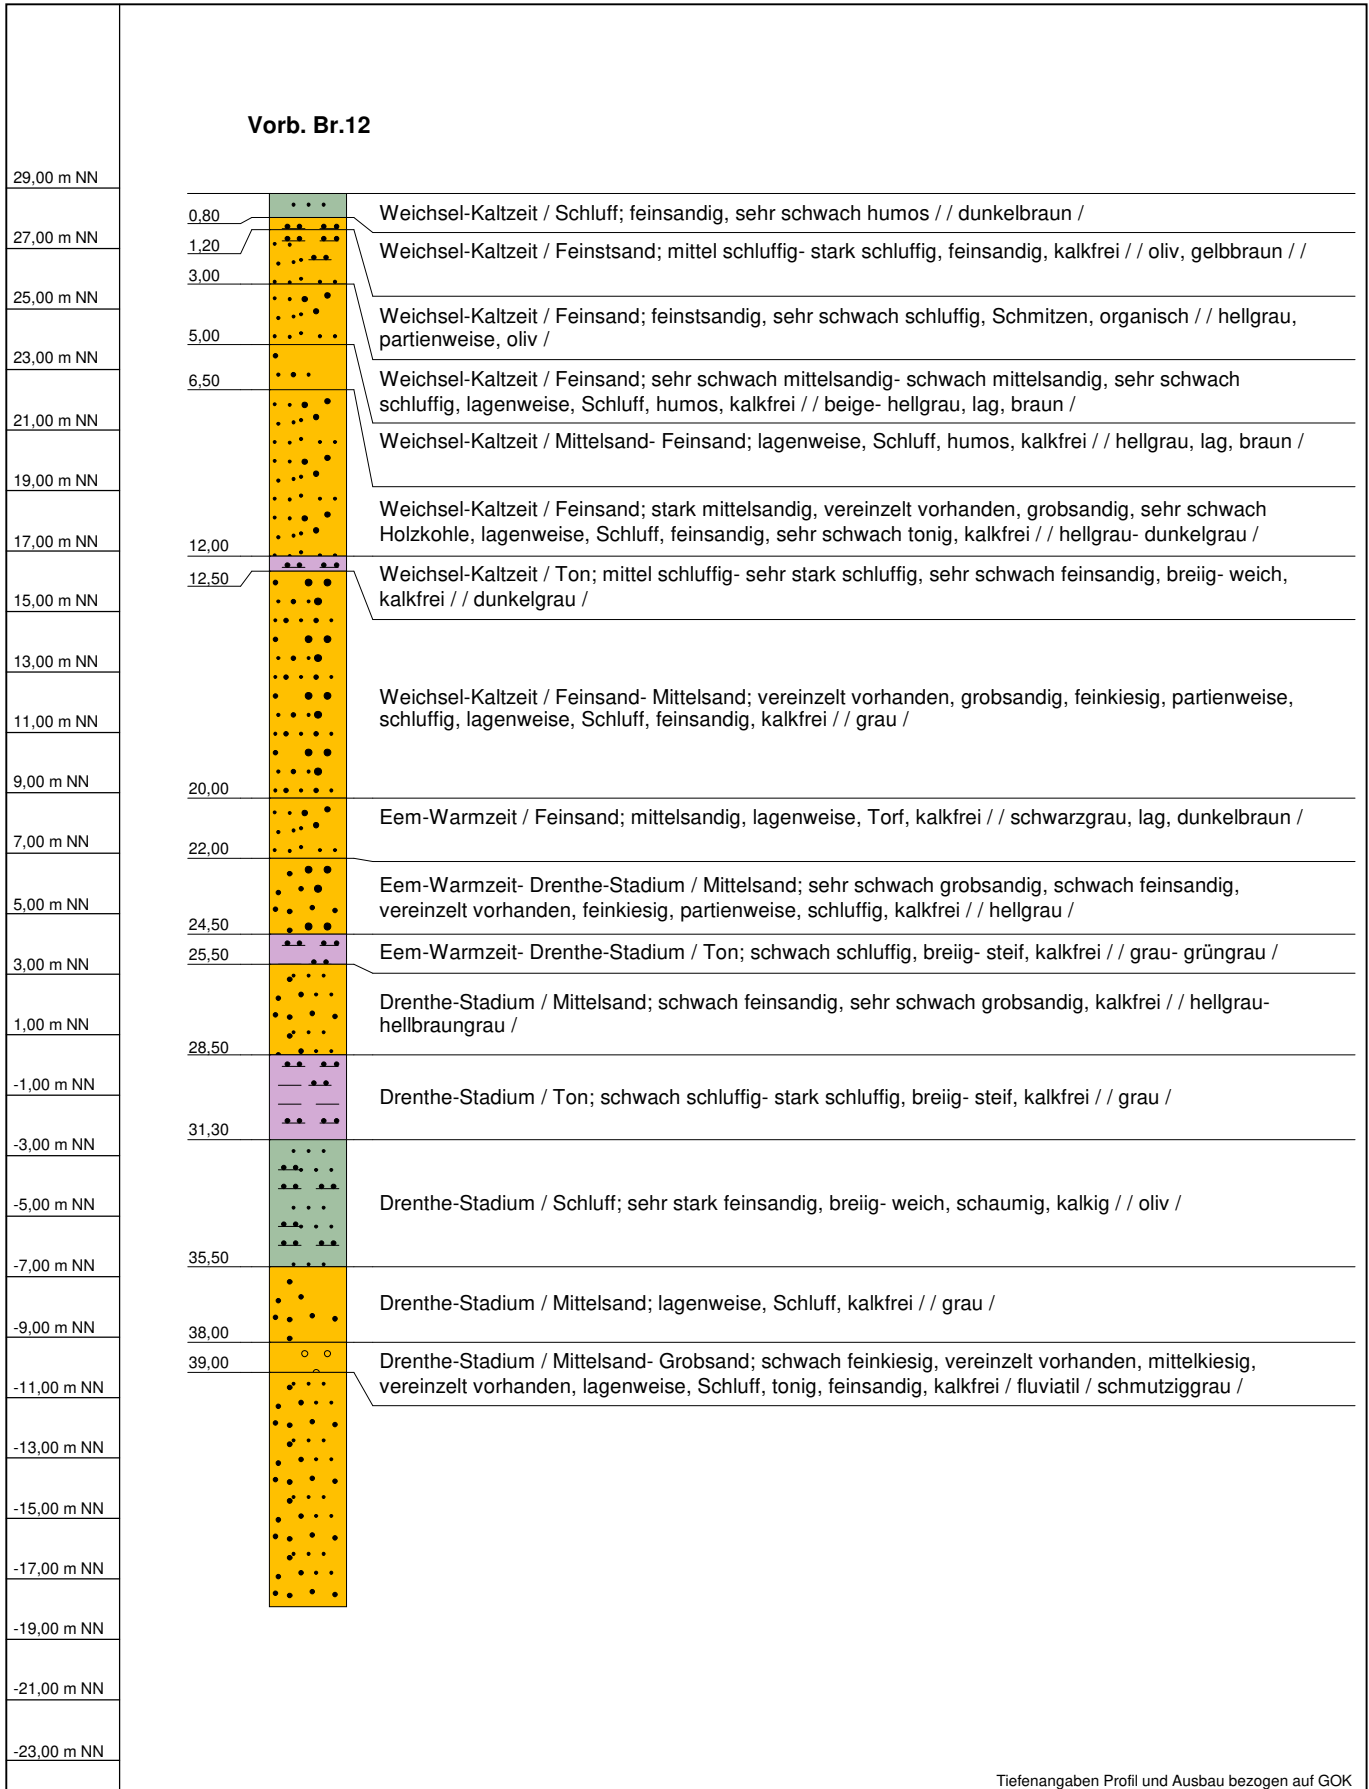 Vorb. Br.12
29,00 m NN
27,00 m NN
25,00 m NN
23,00 m NN
21,00 m NN
19,00 m NN
17,00 m NN
15,00 m NN
13,00 m NN
11,00 m NN
9,00 m NN
7,00 m NN
5,00 m NN
3,00 m NN
1,00 m NN
-1,00 m NN
-3,00 m NN
-5,00 m NN
-7,00 m NN
-9,00 m NN
-11,00 m NN
-13,00 m NN
-15,00 m NN
-17,00 m NN
-19,00 m NN
-21,00 m NN
-23,00 m NN
0,80
1,20
3,00
5,00
6,50
12,00
12,50
20,00
22,00
24,50
25,50
28,50
31,30
35,50
38,00
39,00
Weichsel-Kaltzeit / Schluff; feinsandig, sehr schwach humos / / dunkelbraun /
Weichsel-Kaltzeit / Feinstsand; mittel schluffig- stark schluffig, feinsandig, kalkfrei / / oliv, gelbbraun / /
Weichsel-Kaltzeit / Feinsand; feinstsandig, sehr schwach schluffig, Schmitzen, organisch / / hellgrau,
partienweise, oliv /
Weichsel-Kaltzeit / Feinsand; sehr schwach mittelsandig- schwach mittelsandig, sehr schwach
schluffig, lagenweise, Schluff, humos, kalkfrei / / beige- hellgrau, lag, braun /
Weichsel-Kaltzeit / Mittelsand- Feinsand; lagenweise, Schluff, humos, kalkfrei / / hellgrau, lag, braun /
Weichsel-Kaltzeit / Feinsand; stark mittelsandig, vereinzelt vorhanden, grobsandig, sehr schwach
Holzkohle, lagenweise, Schluff, feinsandig, sehr schwach tonig, kalkfrei / / hellgrau- dunkelgrau /
Weichsel-Kaltzeit / Ton; mittel schluffig- sehr stark schluffig, sehr schwach feinsandig, breiig- weich,
kalkfrei / / dunkelgrau /
Weichsel-Kaltzeit / Feinsand- Mittelsand; vereinzelt vorhanden, grobsandig, feinkiesig, partienweise,
schluffig, lagenweise, Schluff, feinsandig, kalkfrei / / grau /
Eem-Warmzeit / Feinsand; mittelsandig, lagenweise, Torf, kalkfrei / / schwarzgrau, lag, dunkelbraun /
Eem-Warmzeit- Drenthe-Stadium / Mittelsand; sehr schwach grobsandig, schwach feinsandig,
vereinzelt vorhanden, feinkiesig, partienweise, schluffig, kalkfrei / / hellgrau /
Eem-Warmzeit- Drenthe-Stadium / Ton; schwach schluffig, breiig- steif, kalkfrei / / grau- grüngrau /
Drenthe-Stadium / Mittelsand; schwach feinsandig, sehr schwach grobsandig, kalkfrei / / hellgrau-
hellbraungrau /
Drenthe-Stadium / Ton; schwach schluffig- stark schluffig, breiig- steif, kalkfrei / / grau /
Drenthe-Stadium / Schluff; sehr stark feinsandig, breiig- weich, schaumig, kalkig / / oliv /
Drenthe-Stadium / Mittelsand; lagenweise, Schluff, kalkfrei / / grau /
Drenthe-Stadium / Mittelsand- Grobsand; schwach feinkiesig, vereinzelt vorhanden, mittelkiesig,
vereinzelt vorhanden, lagenweise, Schluff, tonig, feinsandig, kalkfrei / fluviatil / schmutziggrau /
Tiefenangaben Profil und Ausbau bezogen auf GOK